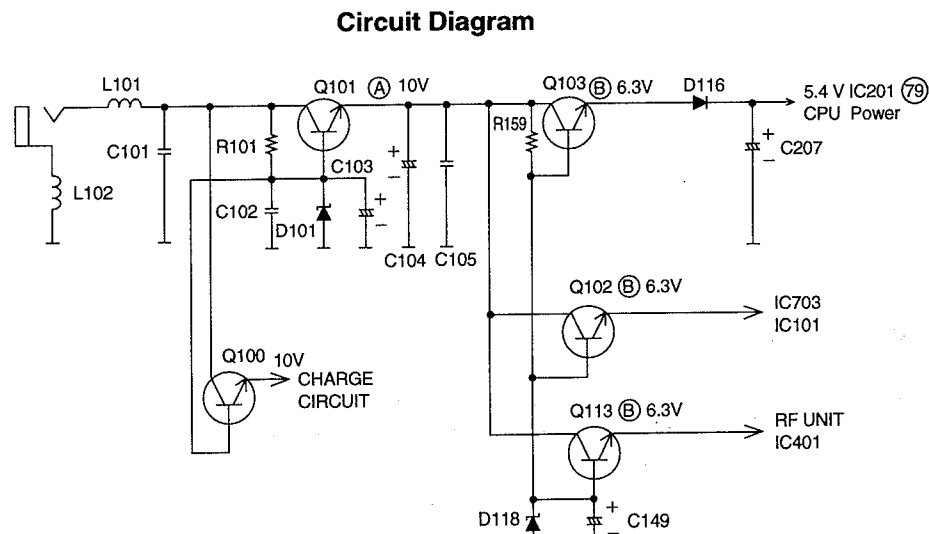 Circuit Diagram
L101
Q101 Ⓐ 10V
Q103 Ⓑ 6.3V
D116
5.4 V IC201 79
CPU Power
C101
R101
C103
+
-
R159
+
-
C207
L102
C102
D101
+
-
C104 C105
Q102 Ⓑ 6.3V
IC703
IC101
Q100 10V
CHARGE
CIRCUIT
Q113 Ⓑ 6.3V
RF UNIT
IC401
D118
+
-
C149